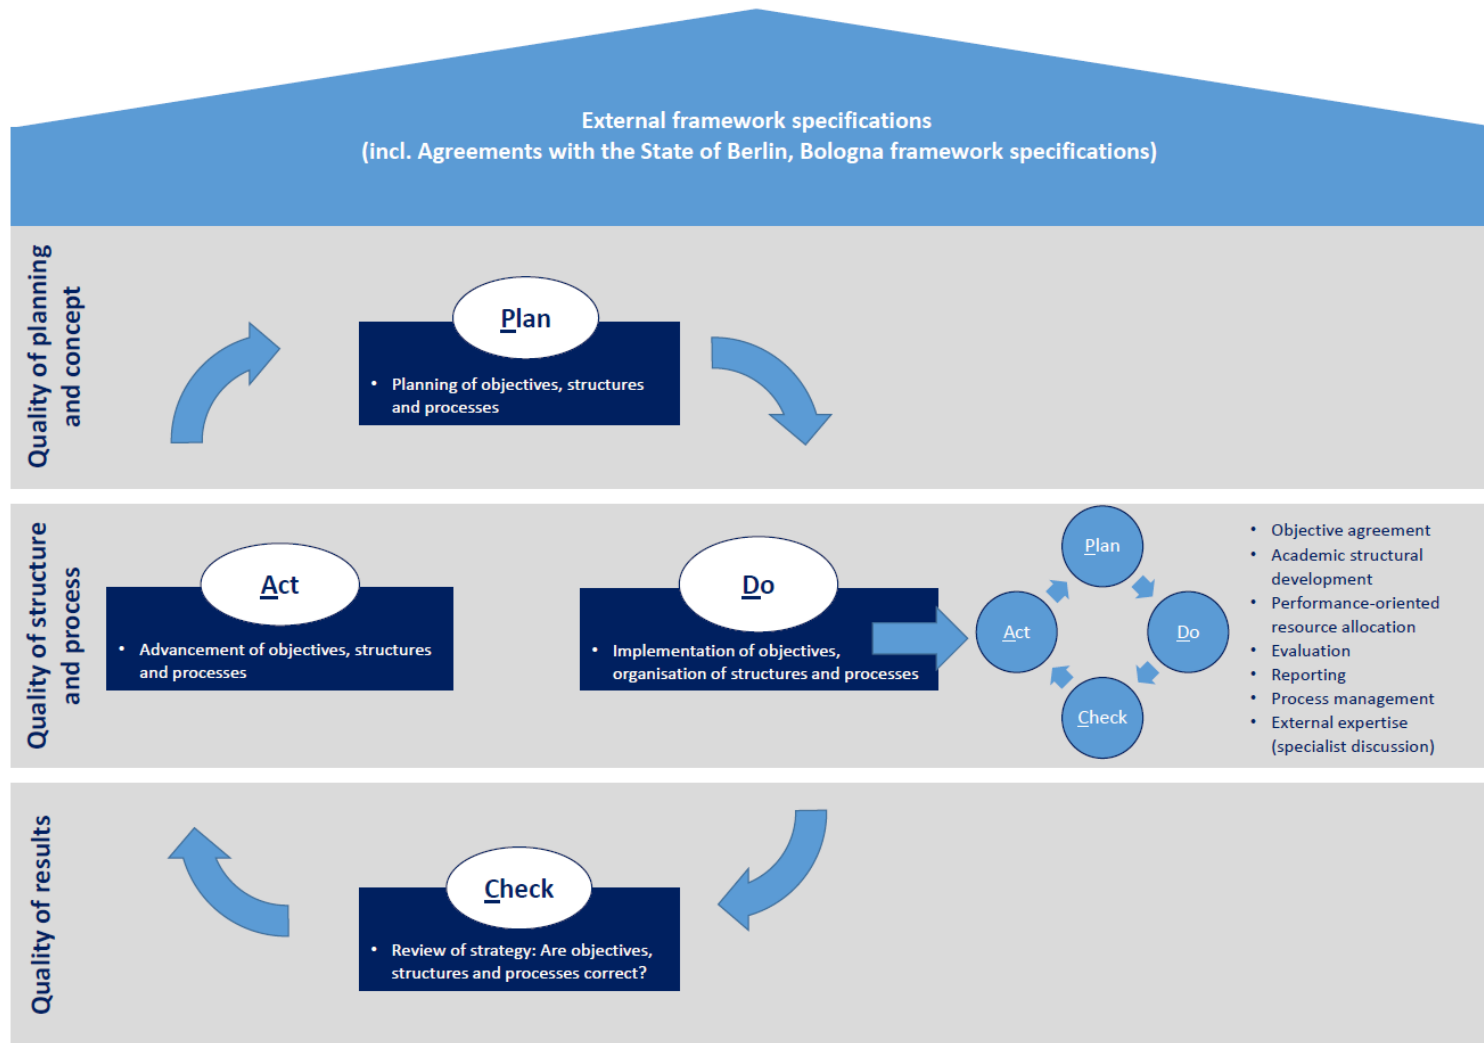 External framework specifications
(incl. Agreements with the State of Berlin, Bologna framework specifications)
Quality of planning
and concept
Plan
• Planning of objectives, structures
and processes
Quality of structure
and process
Act
• Advancement of objectives, structures
and processes
Do
• Implementation of objectives,
organisation of structures and processes
Plan
Act
Do
Check
• Objective agreement
• Academic structural
development
• Performance-oriented
resource allocation
• Evaluation
• Reporting
• Process management
• External expertise
(specialist discussion)
Quality of results
Check
• Review of strategy: Are objectives,
structures and processes correct?